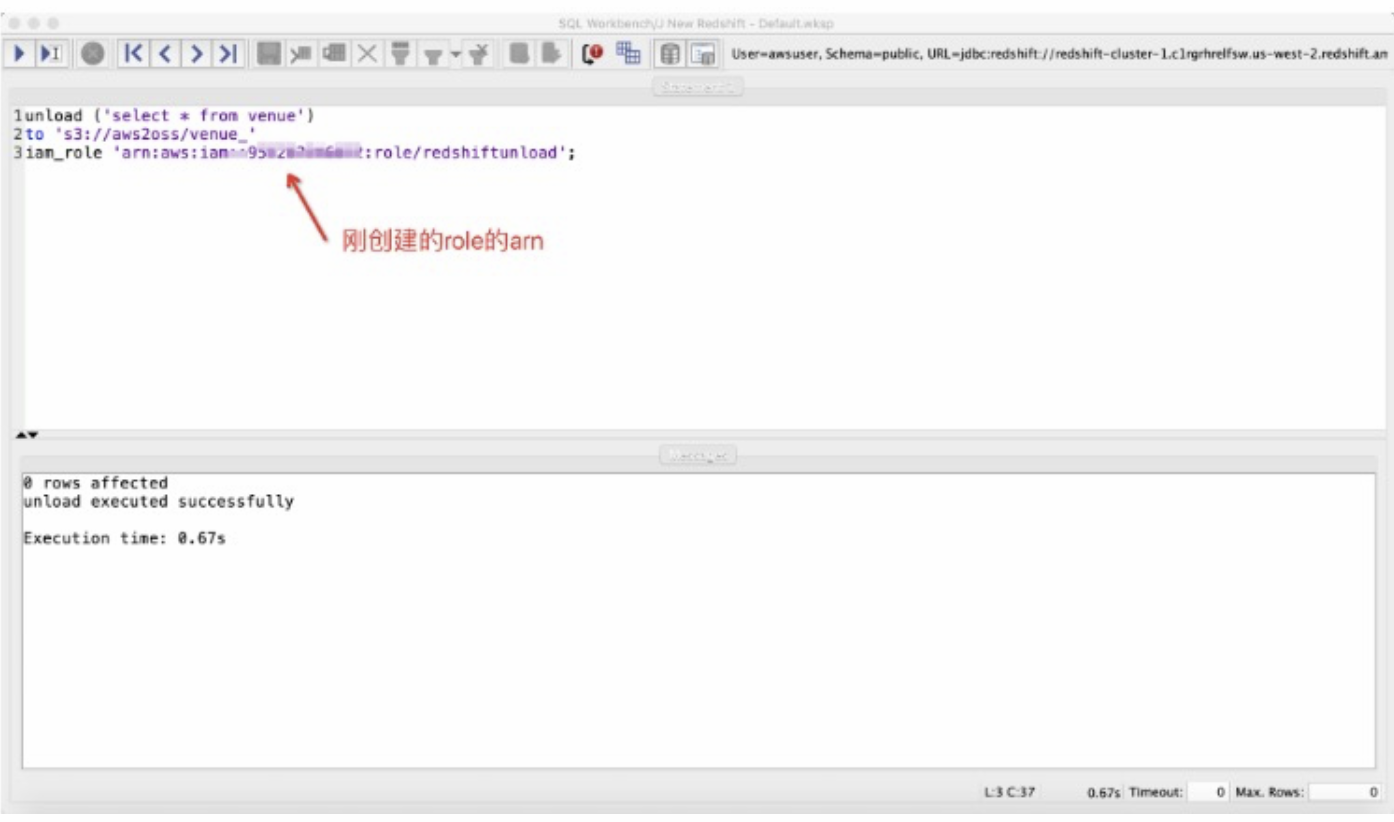 SQL Workbench/J New Redshift - Default.wksp
User=awsuser, Schema=public, URL=jdbc:redshift://redshift-cluster-1.c1rgrhrelfsw.us-west-2.redshift.am
Statement 1
1unload ('select * from venue')
2to 's3://aws2oss/venue_'
3iam_role 'arn:aws:iam:role/redshiftunload';
刚创建的role的arn
Messages
0 rows affected
unload executed successfully
Execution time: 0.67s
L:3 C:37 0.67s Timeout: 0 Max. Rows: 0